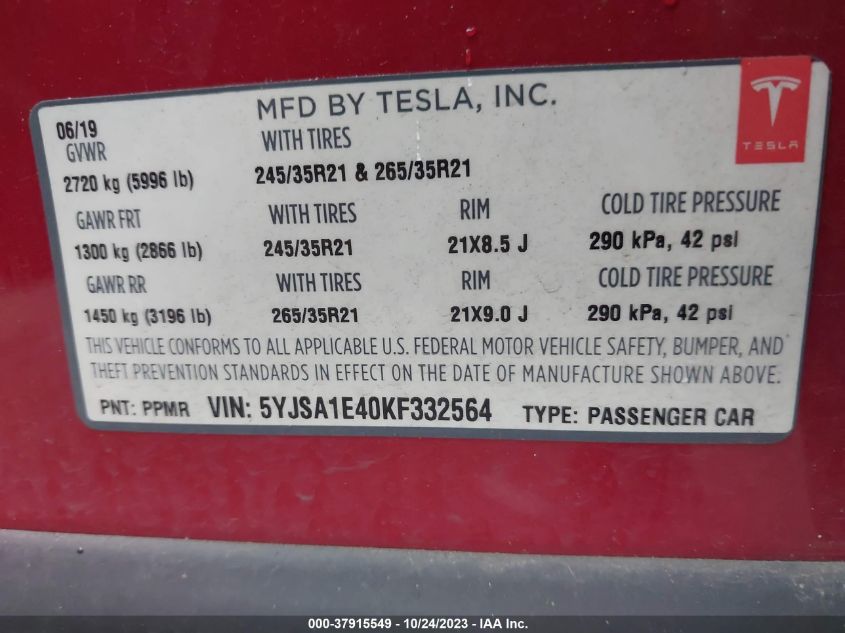 MFD BY TESLA, INC.
TESLA
06/19
GVWR WITH TIRES
2720 kg (5996 lb) 245/35R21 & 265/35R21
GAWR FRT WITH TIRES RIM COLD TIRE PRESSURE
1300 kg (2866 lb) 245/35R21 21X8.5 J 290 kPa, 42 psi
GAWR RR WITH TIRES RIM COLD TIRE PRESSURE
1450 kg (3196 lb) 265/35R21 21X9.0 J 290 kPa, 42 psi
THIS VEHICLE CONFORMS TO ALL APPLICABLE U.S. FEDERAL MOTOR VEHICLE SAFETY, BUMPER, AND
THEFT PREVENTION STANDARDS IN EFFECT ON THE DATE OF MANUFACTURE SHOWN ABOVE.
PNT: PPMR VIN: 5YJSA1E40KF332564 TYPE: PASSENGER CAR
000-37915549 - 10/24/2023 - IAAI, Inc.